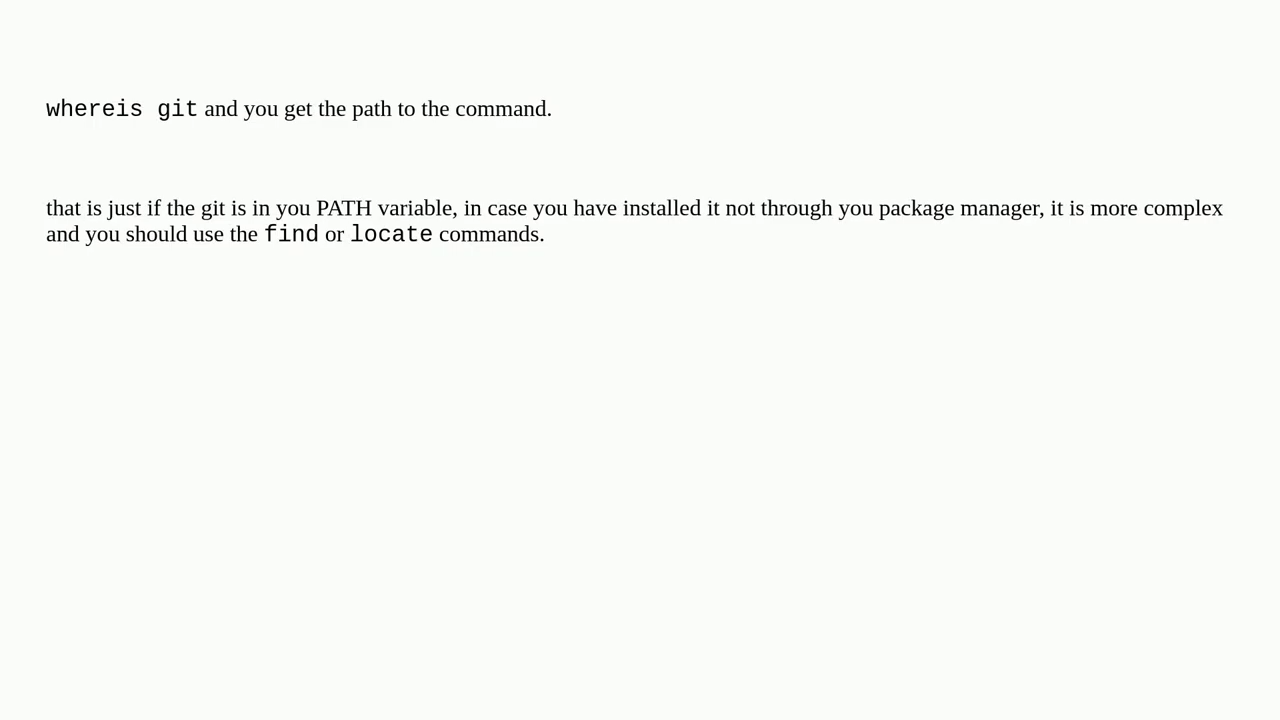 whereis git and you get the path to the command.
that is just if the git is in you PATH variable, in case you have installed it not through you package manager, it is more complex
and you should use the find or locate commands.